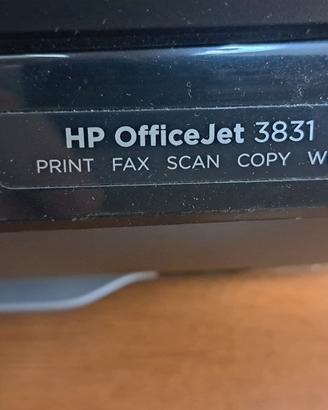 HP OfficeJet 3831
PRINT FAX SCAN COPY W